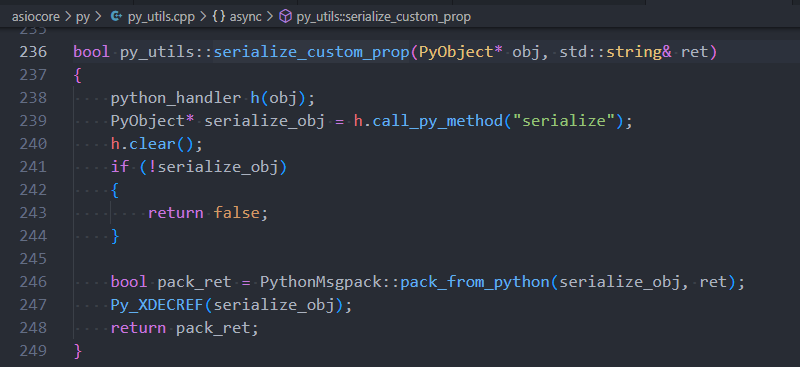 asiocore > py > py_utils.cpp > {} async > py_utils::serialize_custom_prop
235
236 bool py_utils::serialize_custom_prop(PyObject* obj, std::string& ret)
237 {
238     python_handler h(obj);
239     PyObject* serialize_obj = h.call_py_method("serialize");
240     h.clear();
241     if (!serialize_obj)
242     {
243         return false;
244     }
245
246     bool pack_ret = PythonMsgpack::pack_from_python(serialize_obj, ret);
247     Py_XDECREF(serialize_obj);
248     return pack_ret;
249 }